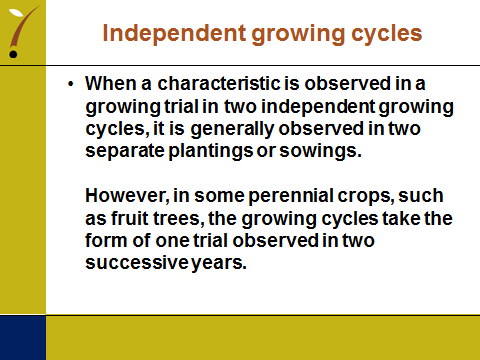 Independent growing cycles
• When a characteristic is observed in a
growing trial in two independent growing
cycles, it is generally observed in two
separate plantings or sowings.
However, in some perennial crops, such
as fruit trees, the growing cycles take the
form of one trial observed in two
successive years.